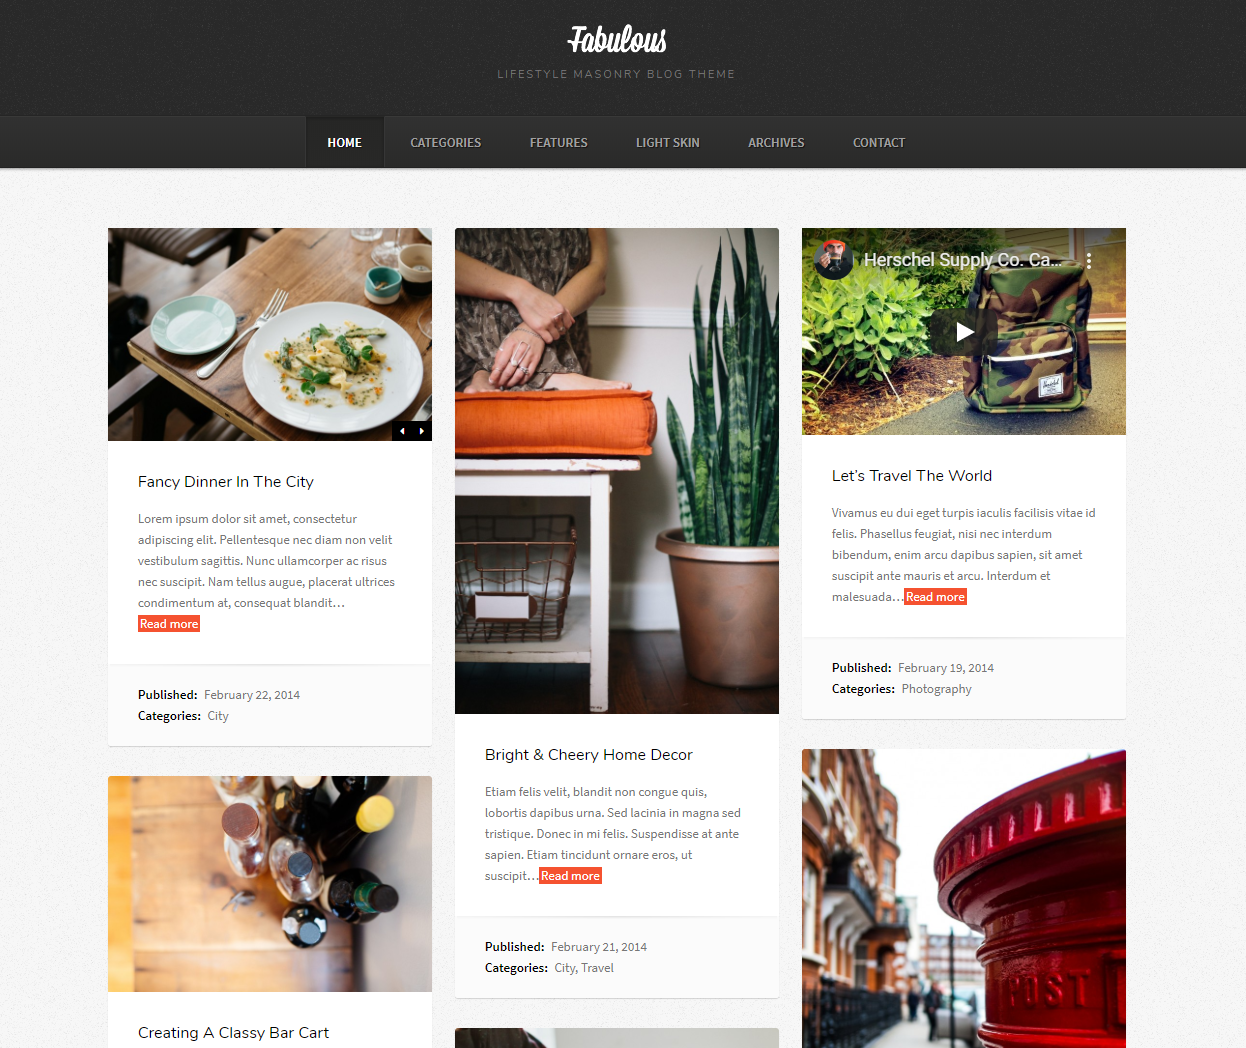 Fabulous
LIFESTYLE MASONRY BLOG THEME
HOME CATEGORIES FEATURES LIGHT SKIN ARCHIVES CONTACT
Fancy Dinner In The City
Lorem ipsum dolor sit amet, consectetur
adipiscing elit. Pellentesque nec diam non velit
vestibulum sagittis. Nunc ullamcorper ac risus
nec suscipit. Nam tellus augue, placerat ultrices
condimentum at, consequat blandit…
Read more
Published: February 22, 2014
Categories: City
Creating A Classy Bar Cart
Bright & Cheery Home Decor
Etiam felis velit, blandit non congue quis,
lobortis dapibus urna. Sed lacinia in magna sed
tristique. Donec in mi felis. Suspendisse at ante
sapien. Etiam tincidunt ornare eros, ut
suscipit…Read more
Published: February 21, 2014
Categories: City, Travel
Herschel Supply Co. Ca...
Herschel
Let's Travel The World
Vivamus eu dui eget turpis iaculis facilisis vitae id
felis. Phasellus feugiat, nisi nec interdum
bibendum, enim arcu dapibus sapien, sit amet
suscipit ante mauris et arcu. Interdum et
malesuada…Read more
Published: February 19, 2014
Categories: Photography
POST